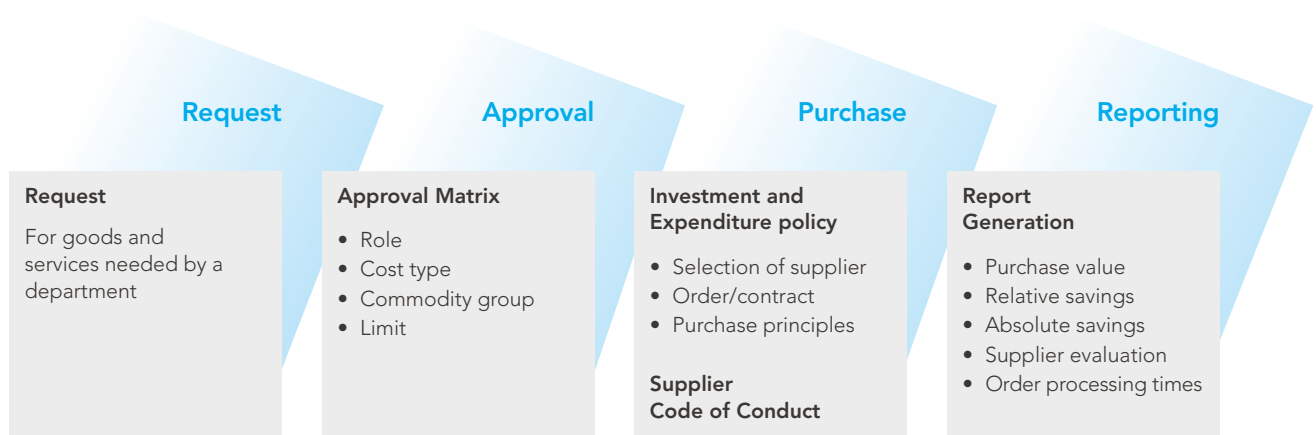 Request
Approval
Purchase
Reporting
Request
For goods and
services needed by a
department
Approval Matrix
• Role
• Cost type
• Commodity group
• Limit
Investment and
Expenditure policy
• Selection of supplier
• Order/contract
• Purchase principles
Supplier
Code of Conduct
Report
Generation
• Purchase value
• Relative savings
• Absolute savings
• Supplier evaluation
• Order processing times